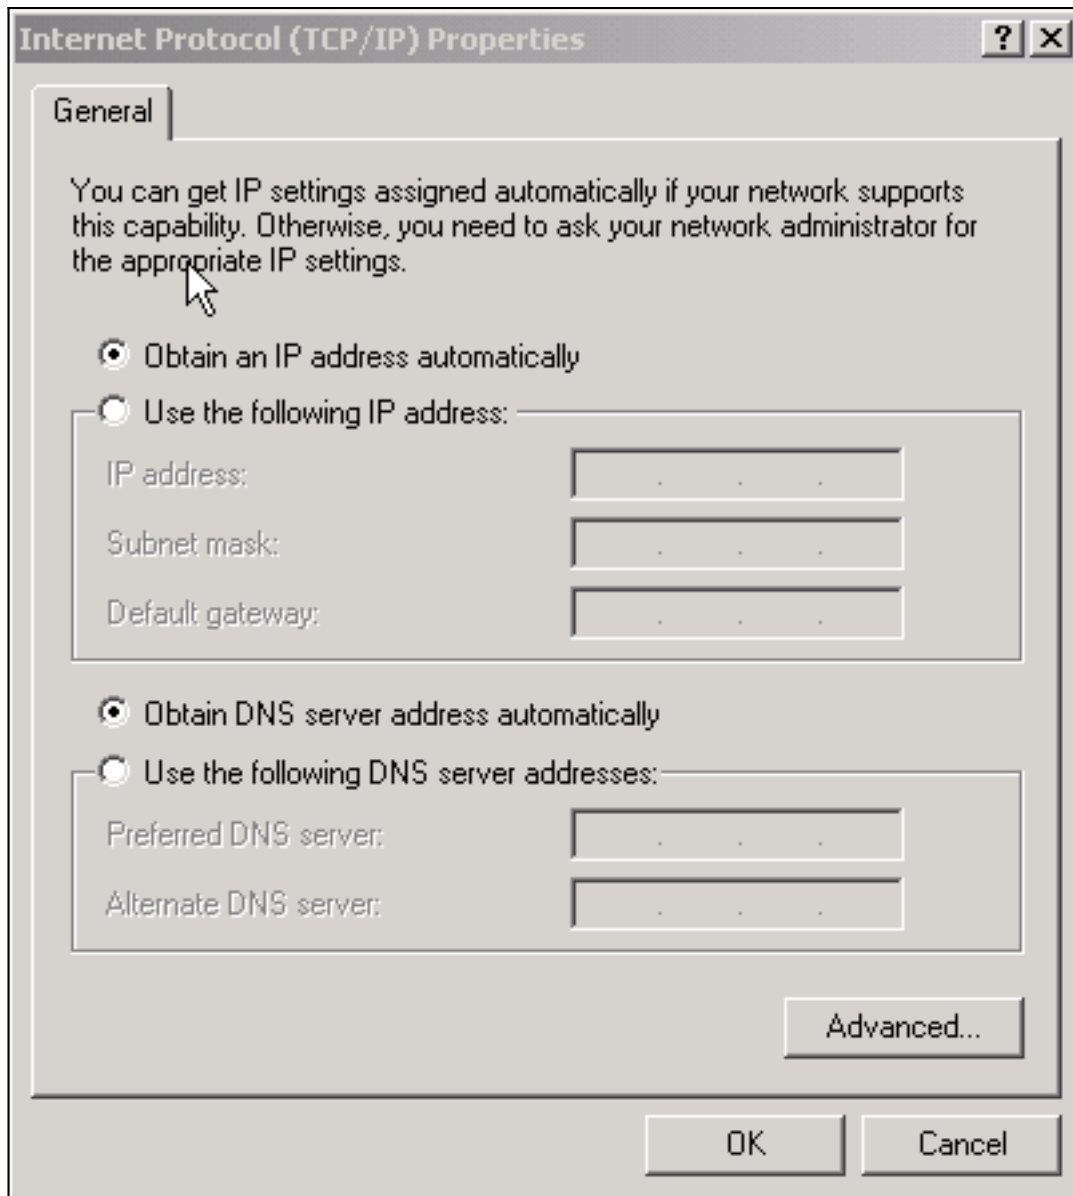 Internet Protocol (TCP/IP) Properties
General
You can get IP settings assigned automatically if your network supports
this capability. Otherwise, you need to ask your network administrator for
the appropriate IP settings.
Obtain an IP address automatically
Use the following IP address:
IP address:
Subnet mask:
Default gateway:
Obtain DNS server address automatically
Use the following DNS server addresses:
Preferred DNS server:
Alternate DNS server:
Advanced...
OK Cancel